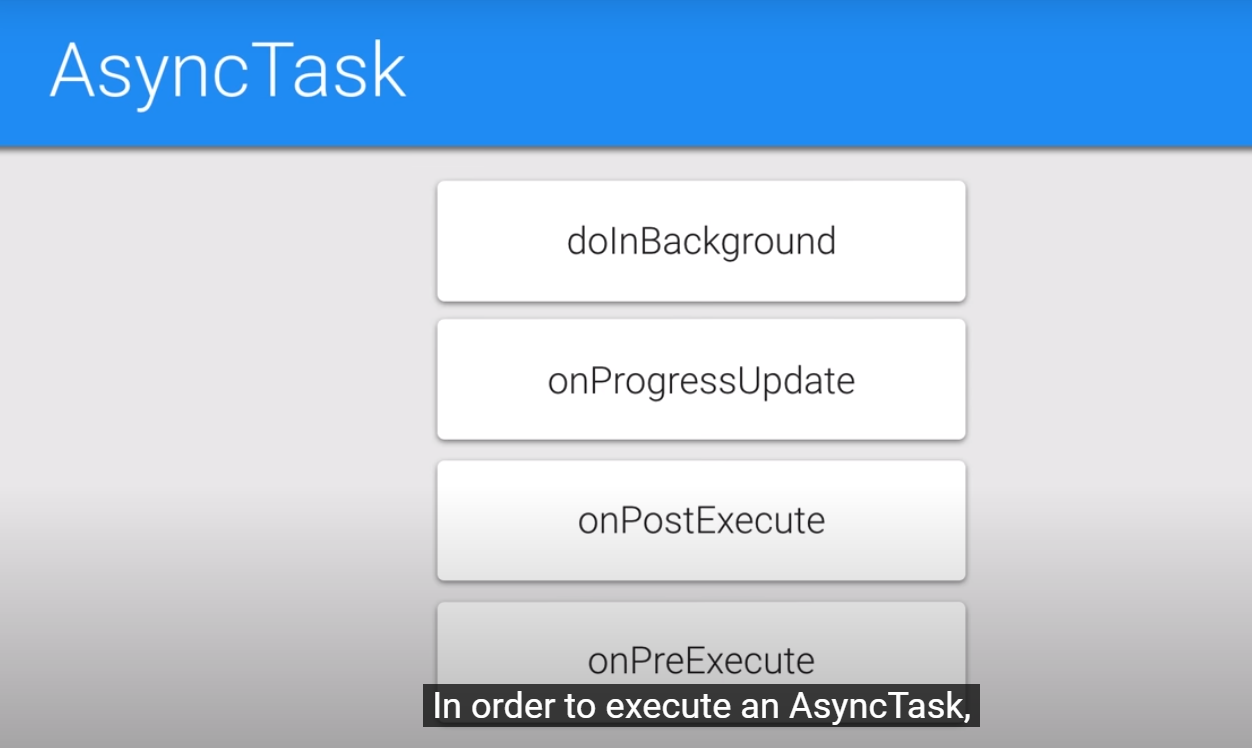 AsyncTask
doInBackground
onProgressUpdate
onPostExecute
onPreExecute
In order to execute an AsyncTask,